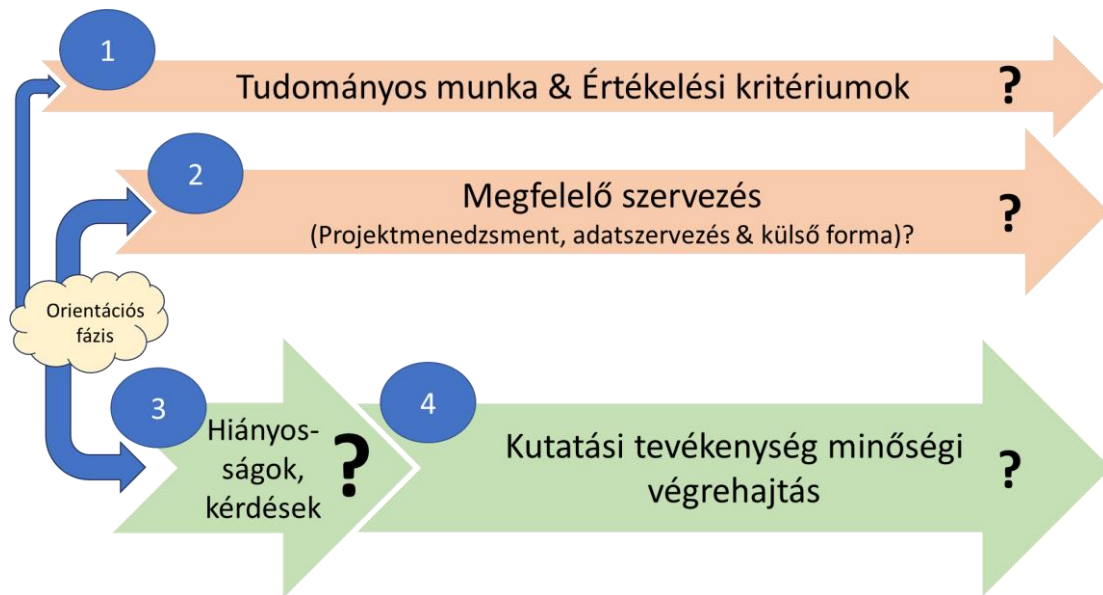 1
Tudományos munka & Értékelési kritériumok ?
2
Megfelelő szervezés
(Projektmenedzsment, adatszervezés & külső forma)?
?
Orientációs
fázis
3
Hiányos-
ságok,
kérdések
?
4
Kutatási tevékenység minőségi
végrehajtás
?